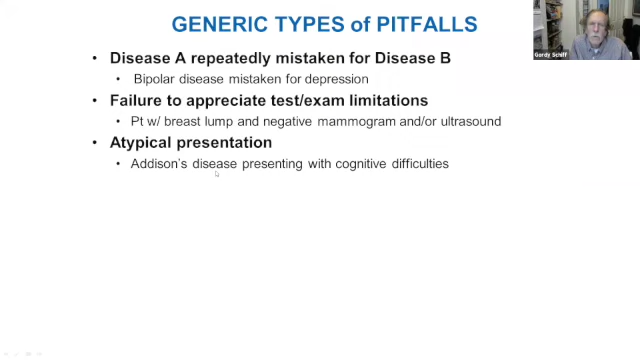 GENERIC TYPES of PITFALLS
• Disease A repeatedly mistaken for Disease B
• Bipolar disease mistaken for depression
• Failure to appreciate test/exam limitations
• Pt w/ breast lump and negative mammogram and/or ultrasound
• Atypical presentation
• Addison's disease presenting with cognitive difficulties
Gordy Schiff